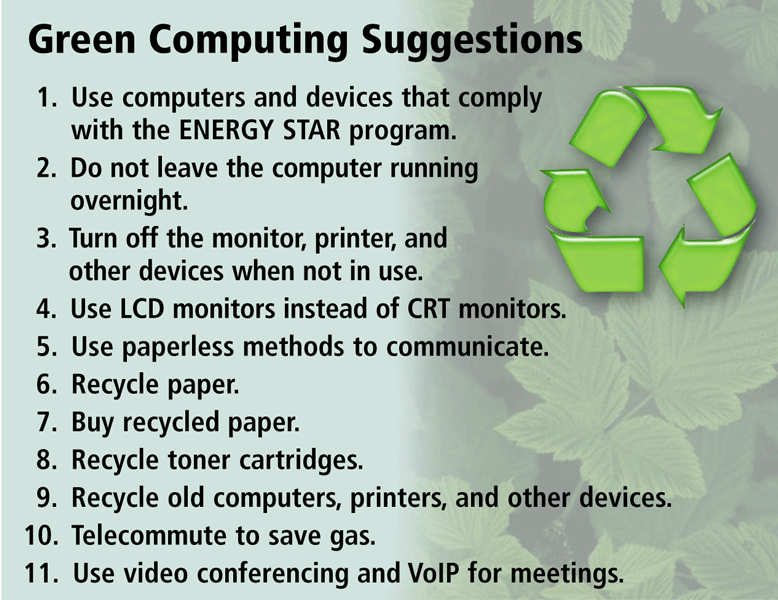 Green Computing Suggestions
1. Use computers and devices that comply
with the ENERGY STAR program.
2. Do not leave the computer running
overnight.
3. Turn off the monitor, printer, and
other devices when not in use.
4. Use LCD monitors instead of CRT monitors.
5. Use paperless methods to communicate.
6. Recycle paper.
7. Buy recycled paper.
8. Recycle toner cartridges.
9. Recycle old computers, printers, and other devices.
10. Telecommute to save gas.
11. Use video conferencing and VoIP for meetings.